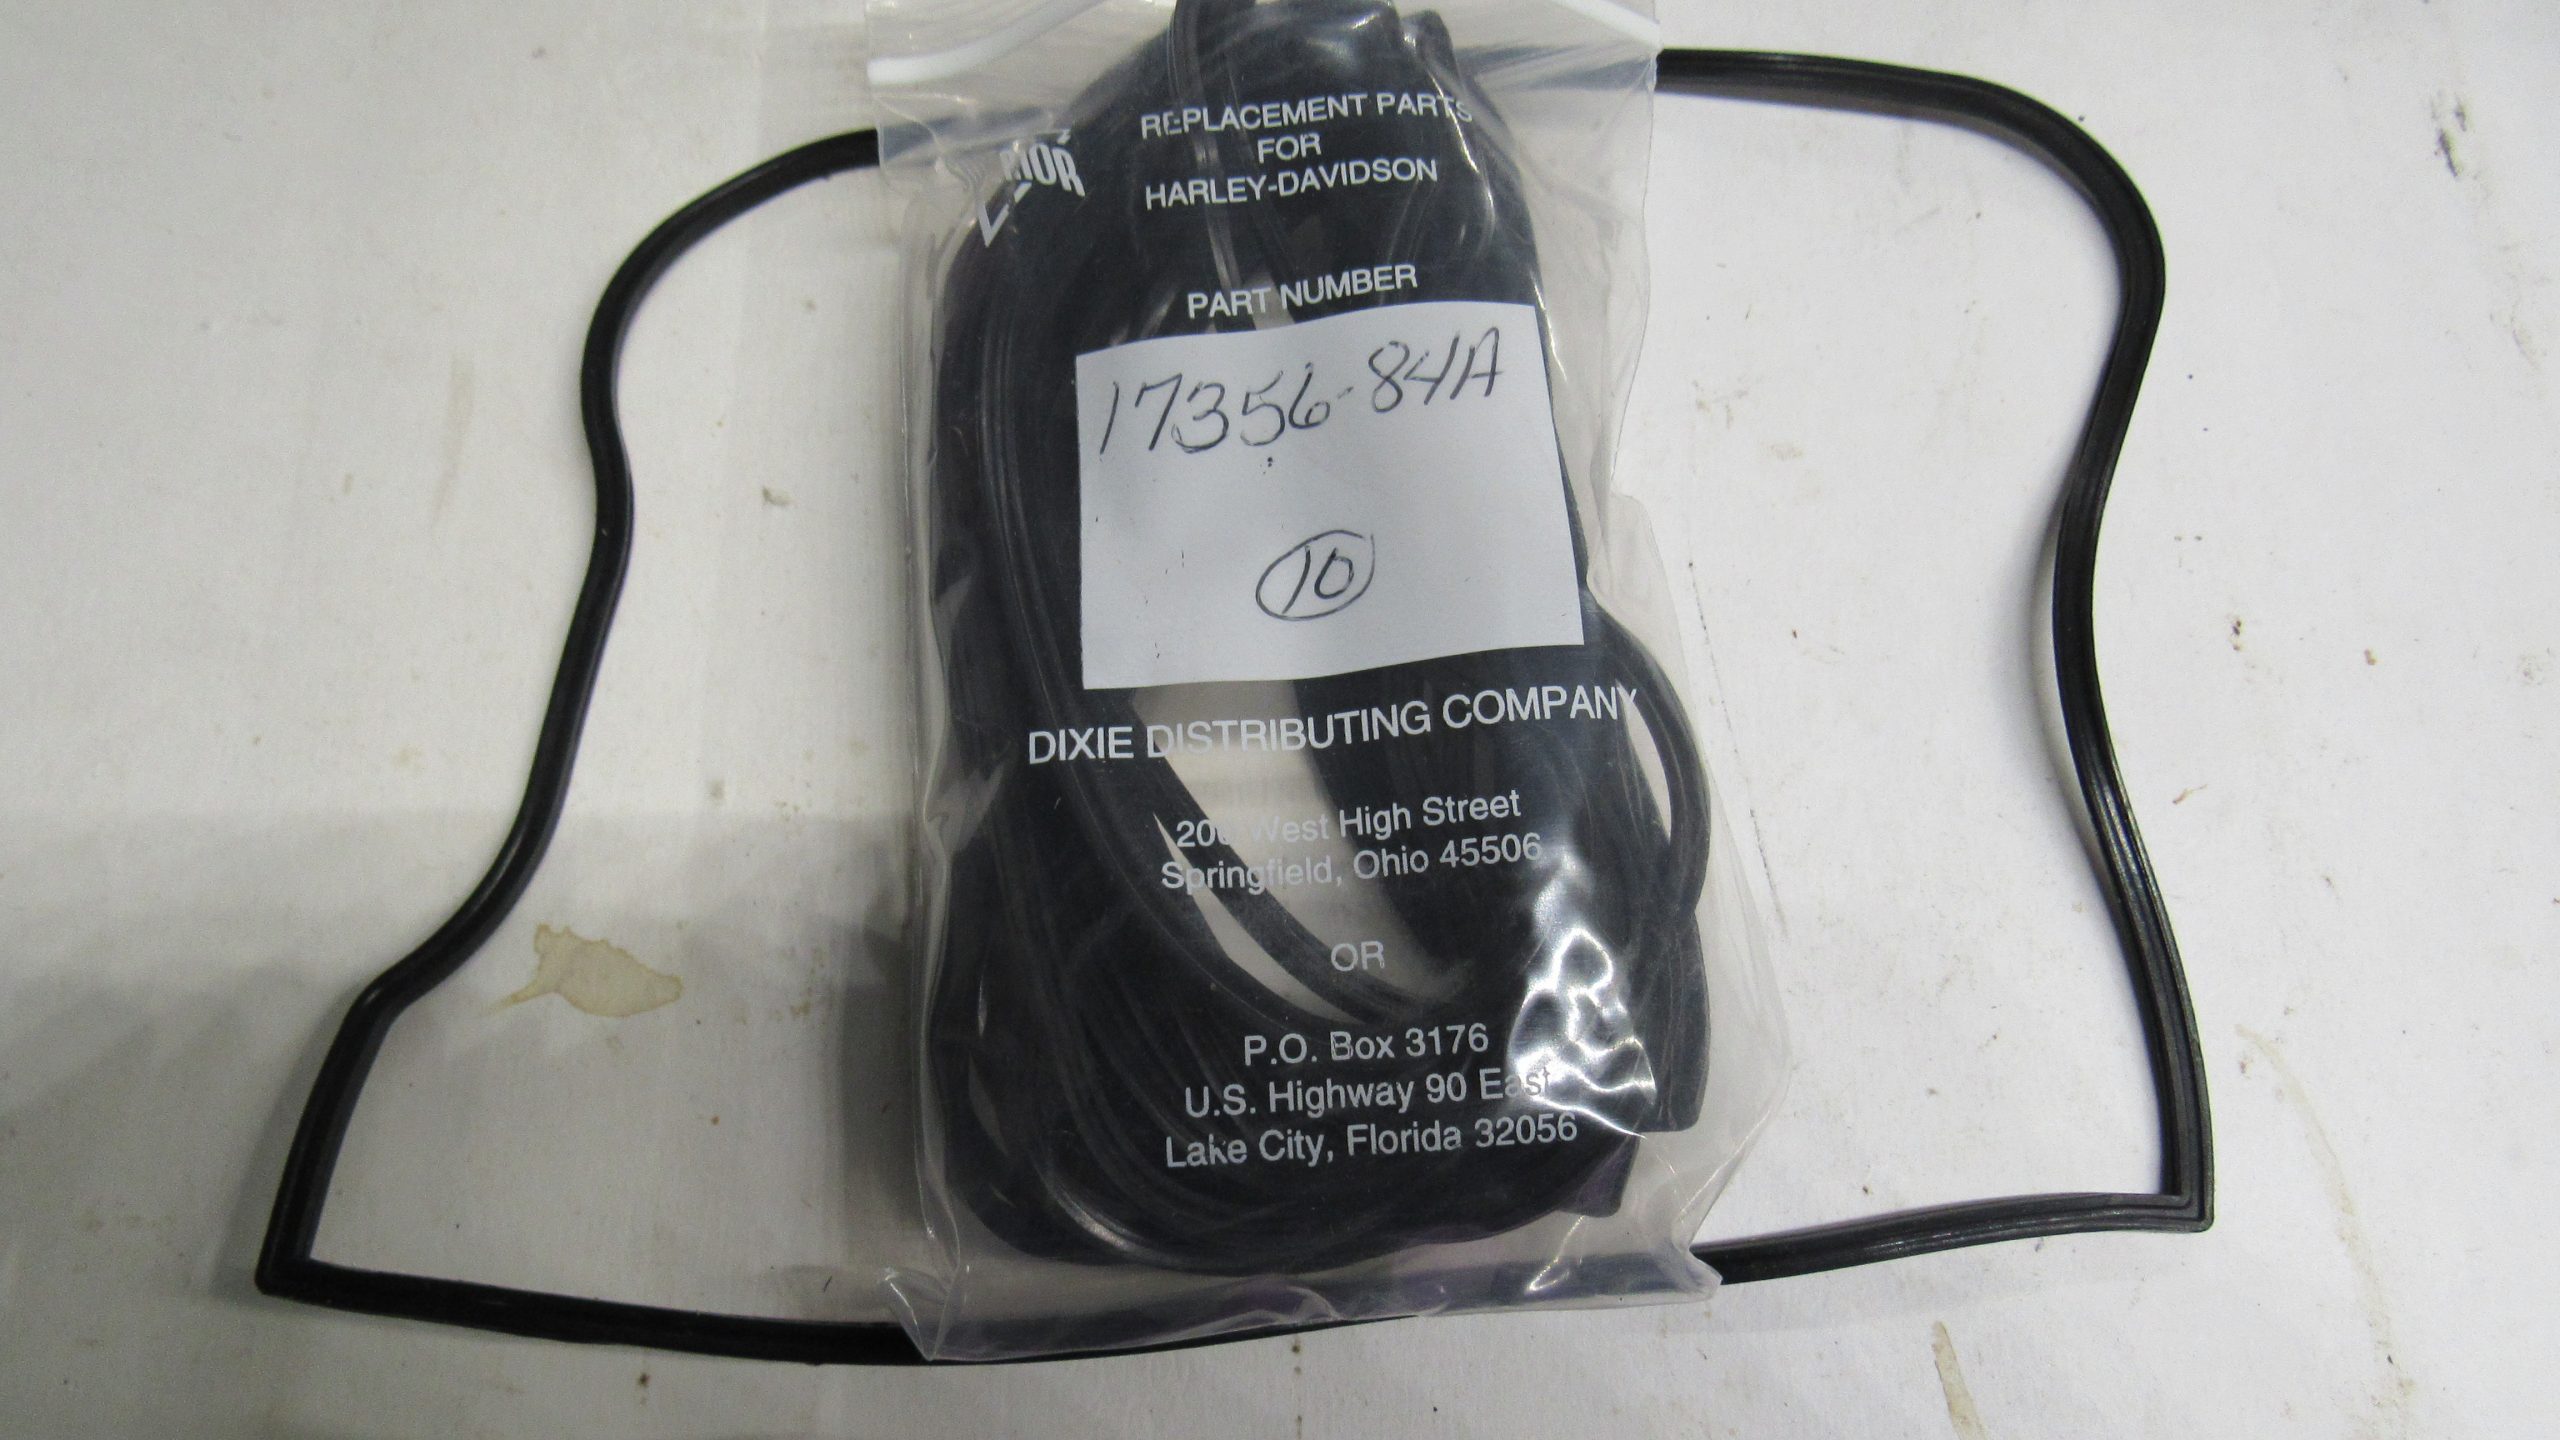 REPLACEMENT PARTS
FOR
HARLEY-DAVIDSON
PART NUMBER
17356-84A
10
DIXIE DISTRIBUTING COMPANY
West High Street
Springfield, Ohio 45506
OR
P.O. Box 3176
U.S. Highway 90 East
Lake City, Florida 32056